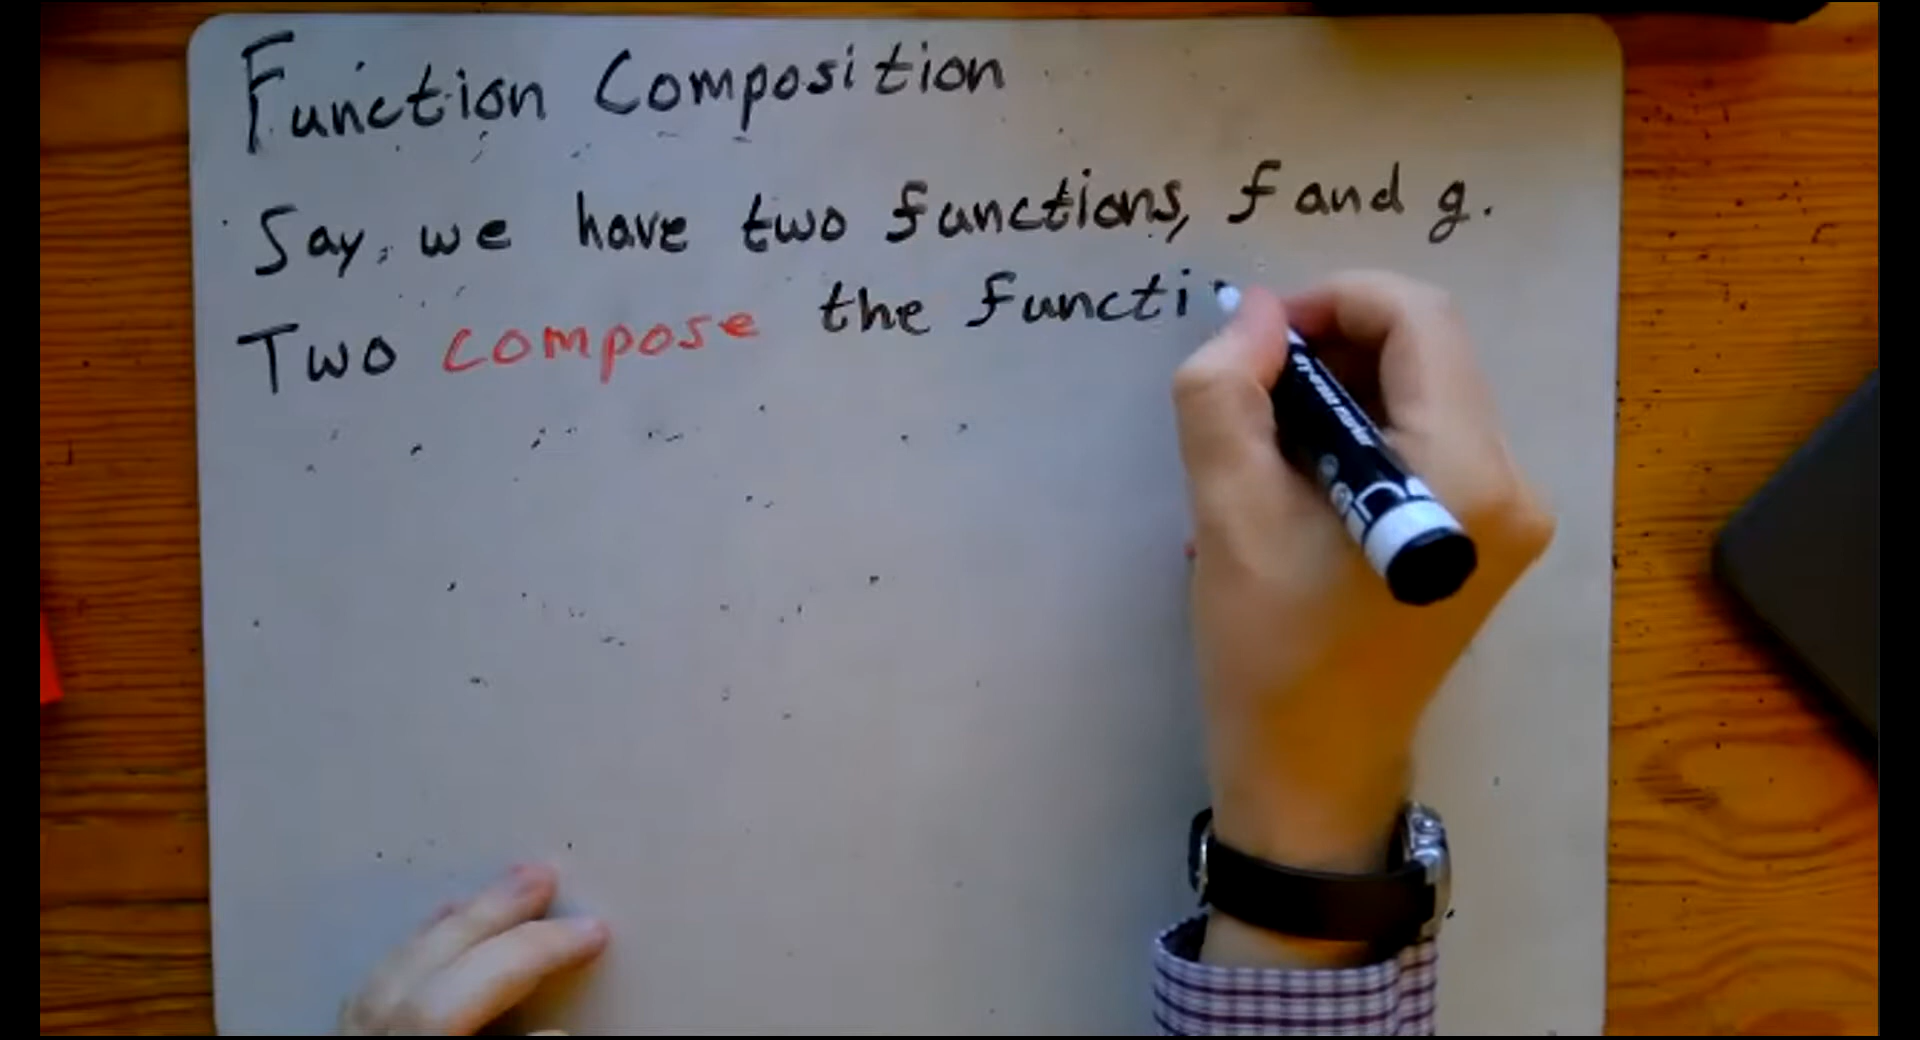 Function Composition
Say, we have two functions, f and g.
Two compose the functi